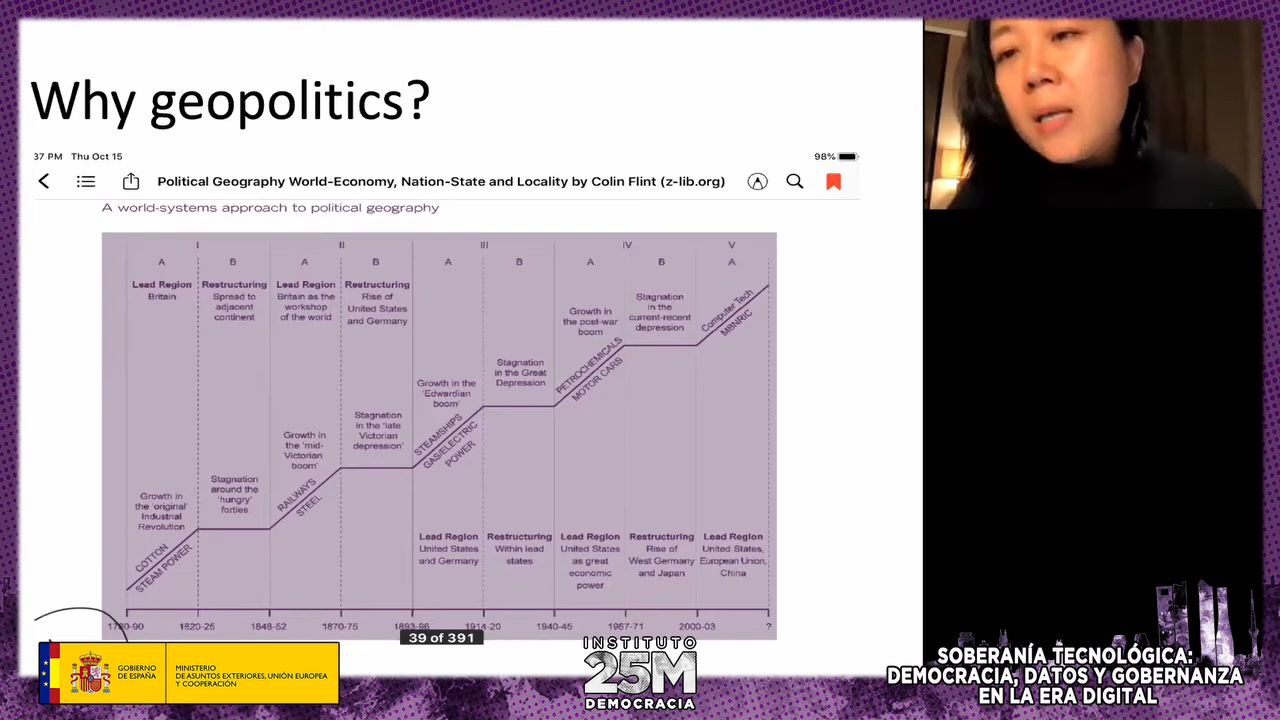 Why geopolitics?
37 PM Thu Oct 15
98%
Political Geography World-Economy, Nation-State and Locality by Colin Flint (z-lib.org)
A world-systems approach to political geography
I
II
III
IV
V
A
B
A
B
A
B
A
B
A
Lead Region
Britain
Restructuring
Spread to
adjacent
continent
Lead Region
Britain as the
workshop
of the world
Restructuring
Rise of
United States
and Germany
Growth in
the post-war
boom
Stagnation
in the
current-recent
depression
Computer Tech
MBNRIC
Stagnation
in the Great
Depression
PETROCHEMICALS
MOTOR CARS
Growth in the
'Edwardian
boom'
STEAMSHIPS
GAS/ELECTRIC
POWER
Stagnation
in the 'late
Victorian
depression'
Growth in
the 'mid-
Victorian
boom'
RAILWAYS
STEEL
Stagnation
around the
'hungry'
forties
Growth in
the 'original'
Industrial
Revolution
COTTON
STEAM POWER
Lead Region
United States
and Germany
Restructuring
Within lead
states
Lead Region
United States
as great
economic
power
Restructuring
Rise of
West Germany
and Japan
Lead Region
United States,
European Union,
China
1780-90
1820-25
1848-52
1870-75
1893-96
1914-20
1940-45
1967-71
2000-03
?
39 of 391
GOBIERNO
DE ESPAÑA
MINISTERIO
DE ASUNTOS EXTERIORES, UNIÓN EUROPEA
Y COOPERACIÓN
INSTITUTO
25M
DEMOCRACIA
SOBERANÍA TECNOLÓGICA:
DEMOCRACIA, DATOS Y GOBERNANZA
EN LA ERA DIGITAL